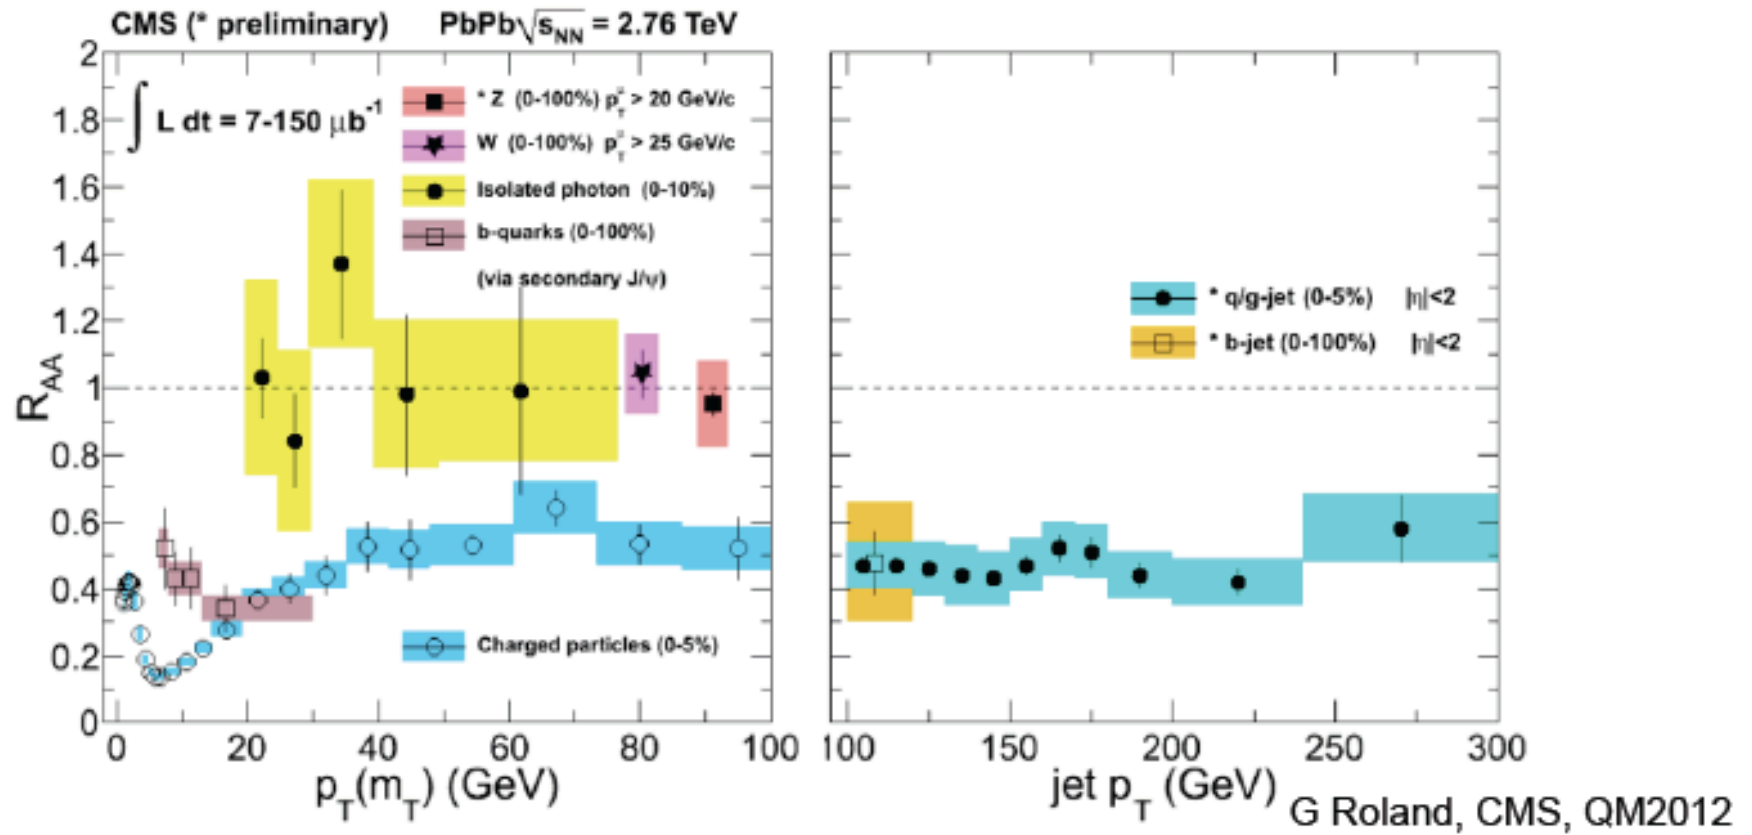 CMS (* preliminary) PbPb√sNN = 2.76 TeV
∫ L dt = 7-150 μb-1
* Z (0-100%) pTμ > 20 GeV/c
W (0-100%) pTμ > 25 GeV/c
Isolated photon (0-10%)
b-quarks (0-100%)
(via secondary J/ψ)
Charged particles (0-5%)
RAA
2
1.8
1.6
1.4
1.2
1
0.8
0.6
0.4
0.2
0
0 20 40 60 80 100
pT(mT) (GeV)
* q/g-jet (0-5%) |η|<2
* b-jet (0-100%) |η|<2
100 150 200 250 300
jet pT (GeV)
G Roland, CMS, QM2012